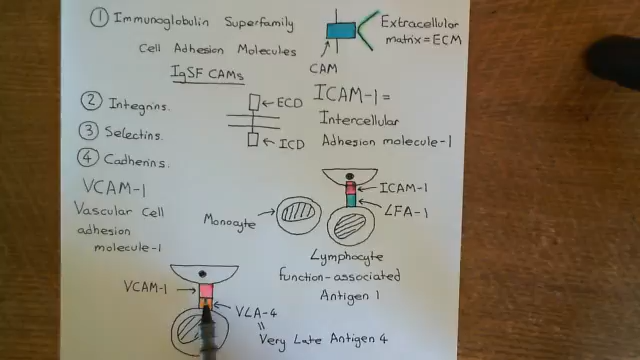 ① Immunoglobulin Superfamily
Cell Adhesion Molecules
IgSF CAMs
Extracellular
matrix = ECM
CAM
② Integrins.
③ Selectins.
④ Cadherins.
ECD
ICD
ICAM-1 =
Intercellular
Adhesion molecule-1
VCAM-1
Vascular Cell
adhesion
molecule-1
Monocyte
ICAM-1
LFA-1
Lymphocyte
function-associated
Antigen 1
VCAM-1
VLA-4
=
Very Late Antigen 4